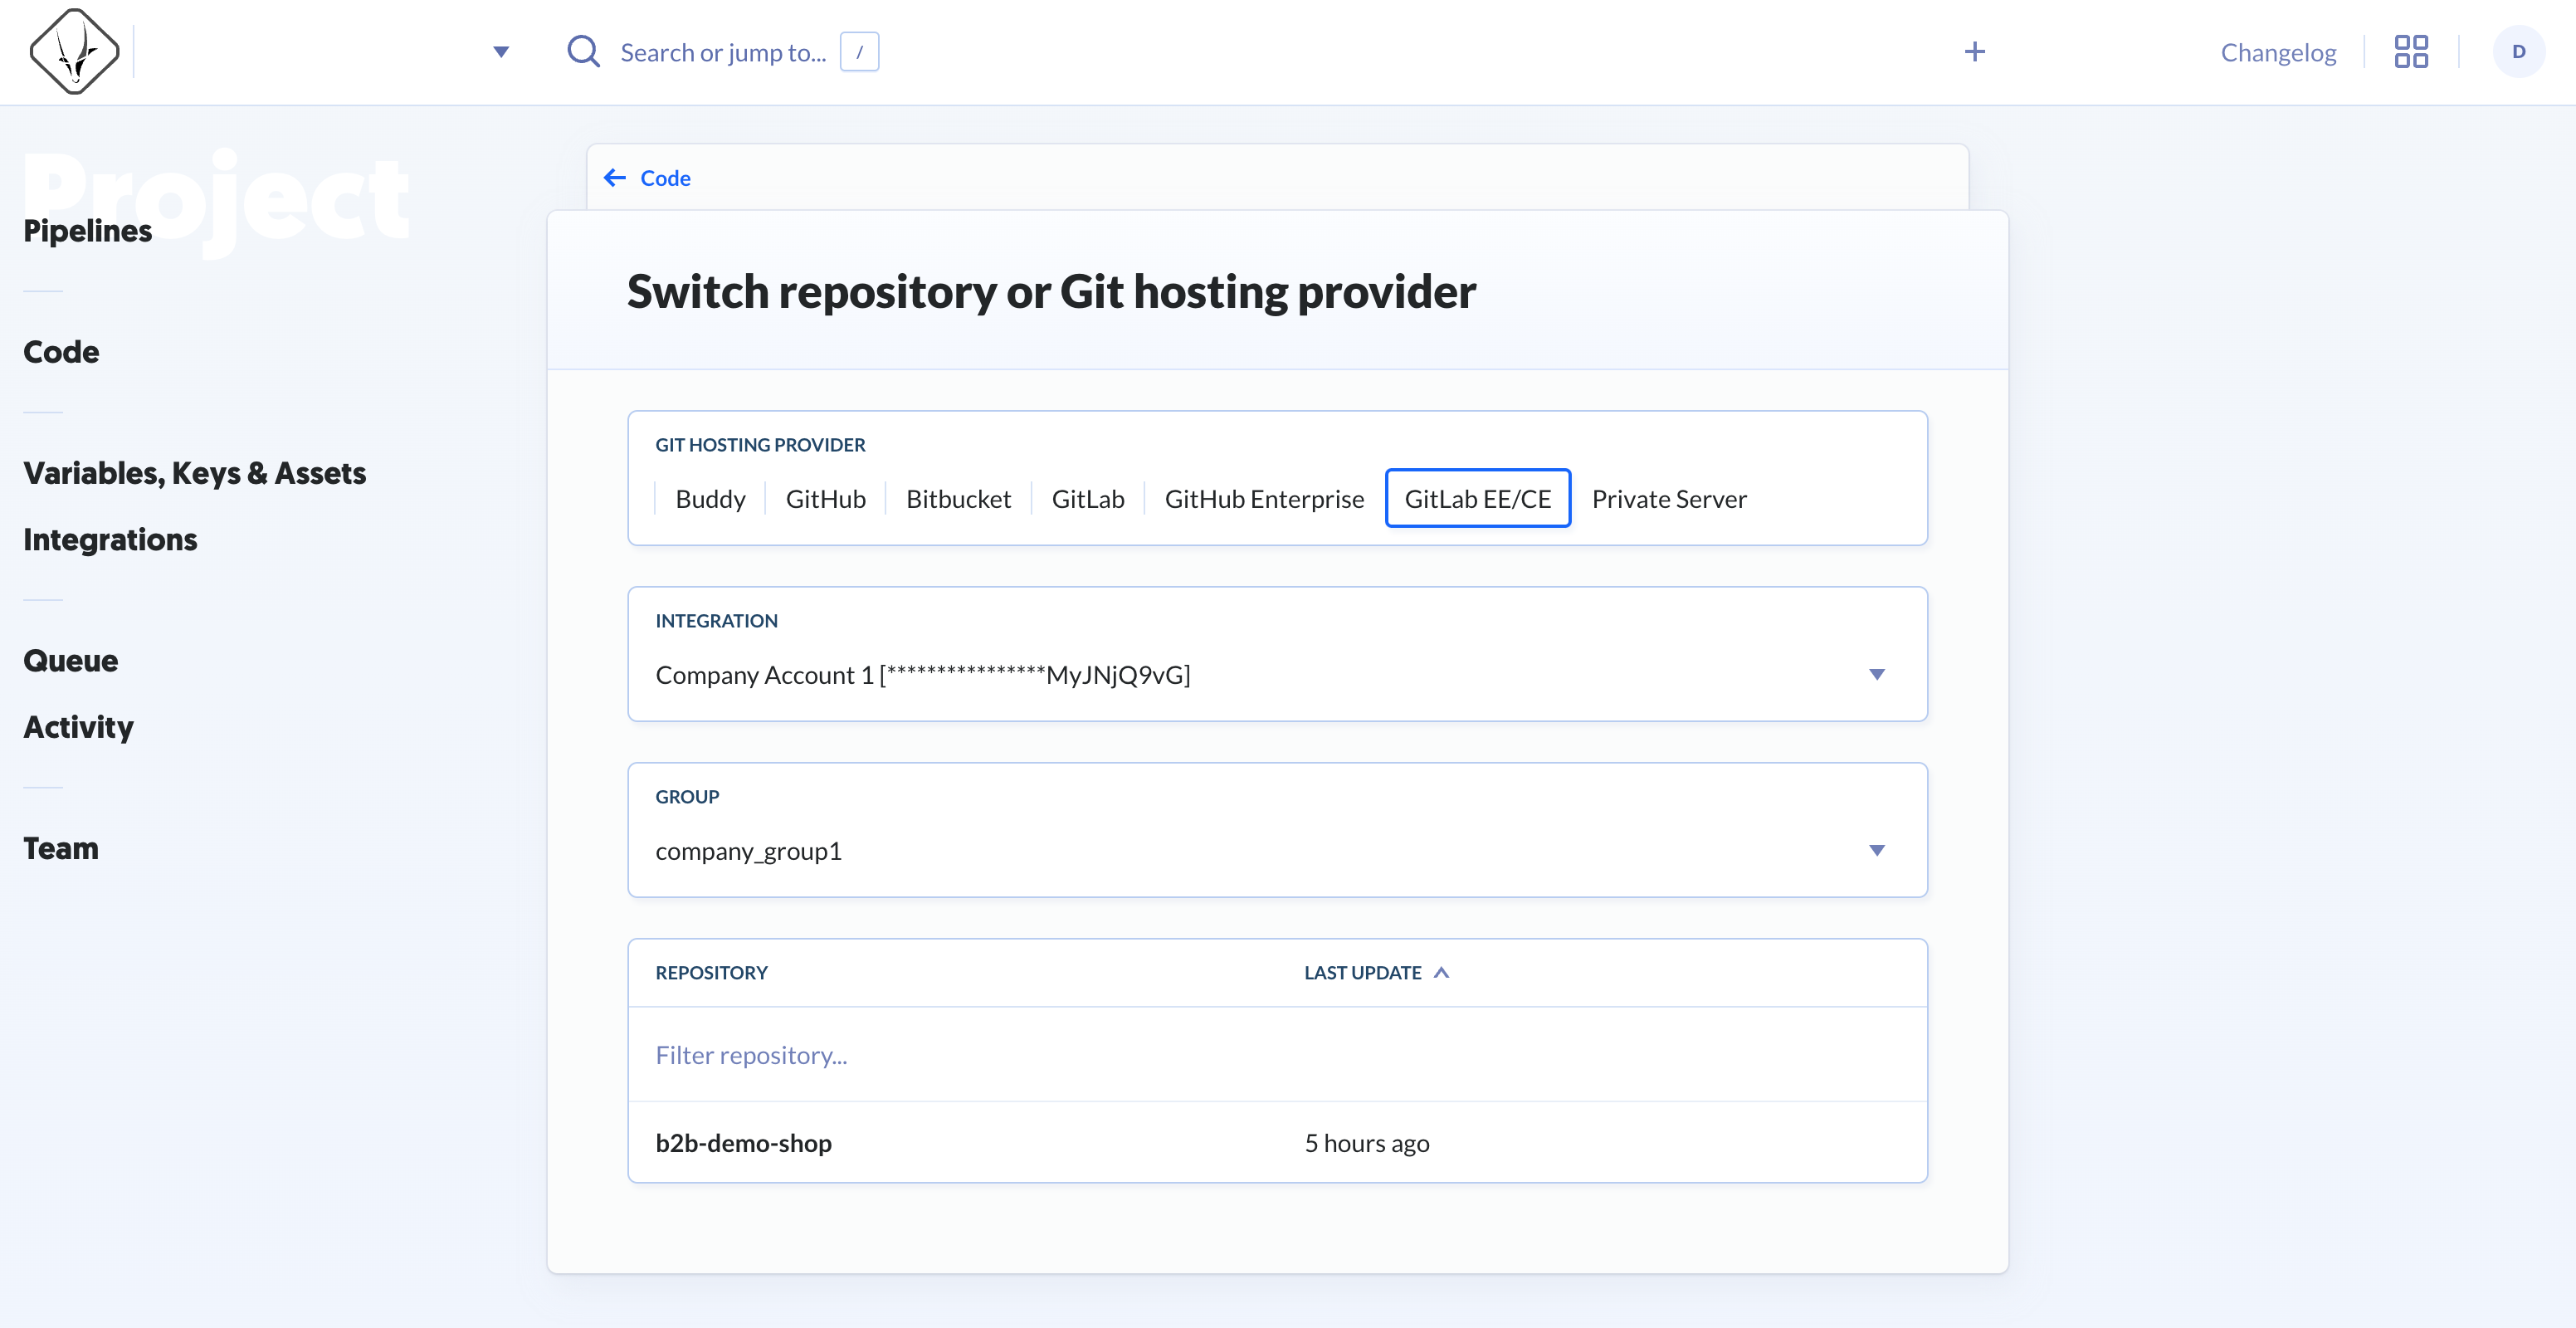 Search or jump to... /
+
Changelog
D
Project
Pipelines
Code
Variables, Keys & Assets
Integrations
Queue
Activity
Team
← Code
Switch repository or Git hosting provider
GIT HOSTING PROVIDER
Buddy GitHub Bitbucket GitLab GitHub Enterprise GitLab EE/CE Private Server
INTEGRATION
Company Account 1 [****************MyJNjQ9vG]
GROUP
company_group1
REPOSITORY LAST UPDATE
Filter repository...
b2b-demo-shop 5 hours ago